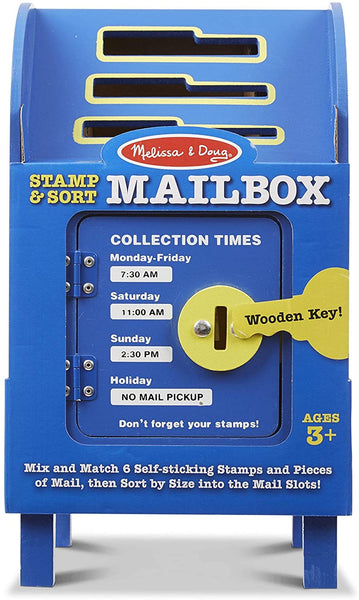 Melissa & Doug®
STAMP & SORT MAILBOX
COLLECTION TIMES
Monday-Friday
7:30 AM
Saturday
11:00 AM
Sunday
2:30 PM
Holiday
NO MAIL PICKUP
Don't forget your stamps!
Wooden Key!
AGES
3+
Mix and Match 6 Self-sticking Stamps and Pieces
of Mail, then Sort by Size into the Mail Slots!